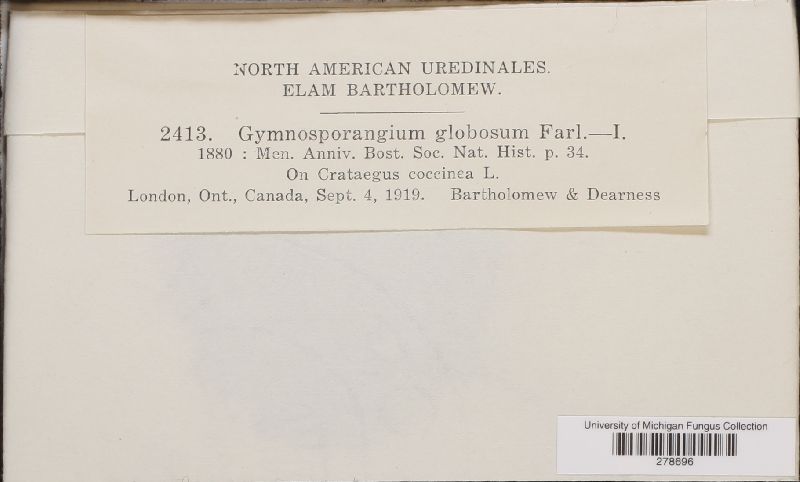 NORTH AMERICAN UREDINALES.
ELAM BARTHOLOMEW.
2413. Gymnosporangium globosum Farl.—I.
1880 : Men. Anniv. Bost. Soc. Nat. Hist. p. 34.
On Crataegus coccinea L.
London, Ont., Canada, Sept. 4, 1919. Bartholomew & Dearness
University of Michigan Fungus Collection
278696